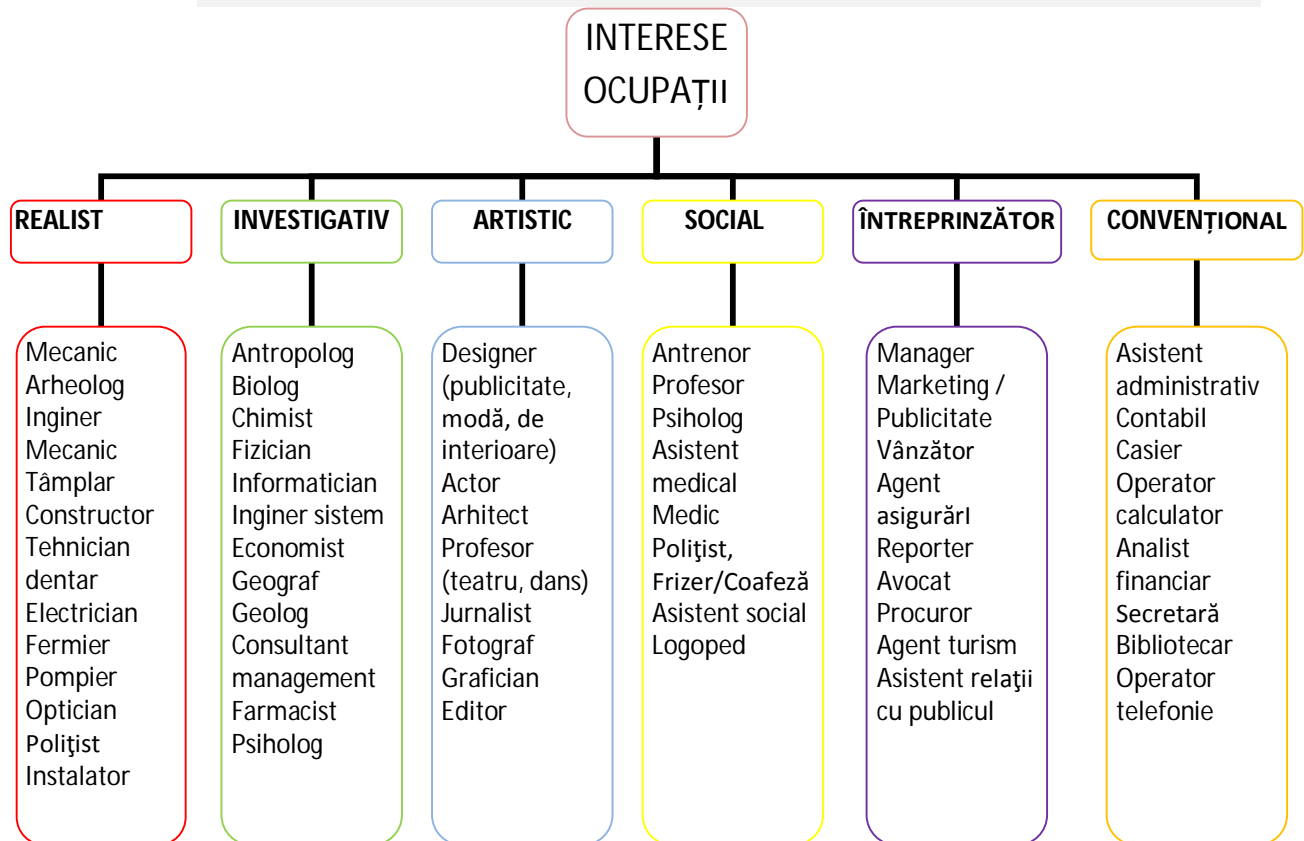 INTERESE
OCUPAȚII
REALIST
INVESTIGATIV
ARTISTIC
SOCIAL
ÎNTREPRINZĂTOR
CONVENȚIONAL
Mecanic
Arheolog
Inginer
Mecanic
Tâmplar
Constructor
Tehnician
dentar
Electrician
Fermier
Pompier
Optician
Poliţist
Instalator
Antropolog
Biolog
Chimist
Fizician
Informatician
Inginer sistem
Economist
Geograf
Geolog
Consultant
management
Farmacist
Psiholog
Designer
(publicitate,
modă, de
interioare)
Actor
Arhitect
Profesor
(teatru, dans)
Jurnalist
Fotograf
Grafician
Editor
Antrenor
Profesor
Psiholog
Asistent
medical
Medic
Poliţist,
Frizer/Coafeză
Asistent social
Logoped
Manager
Marketing /
Publicitate
Vânzător
Agent
asigurărI
Reporter
Avocat
Procuror
Agent turism
Asistent relaţii
cu publicul
Asistent
administrativ
Contabil
Casier
Operator
calculator
Analist
financiar
Secretară
Bibliotecar
Operator
telefonie